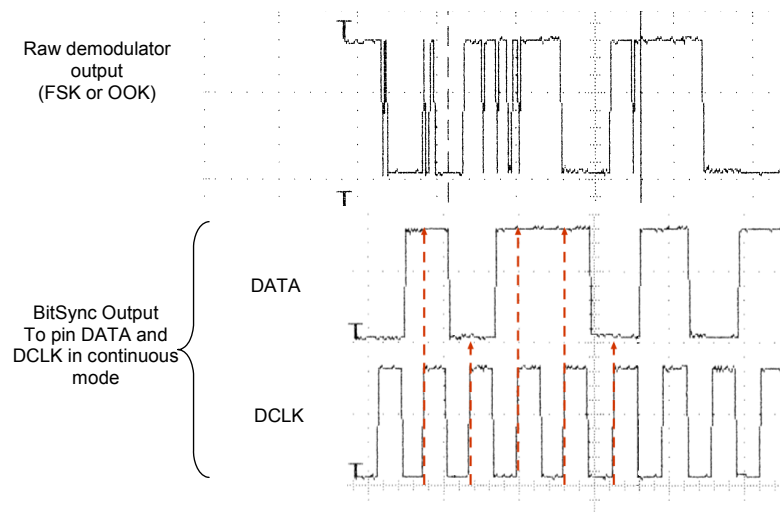 Raw demodulator
output
(FSK or OOK)
DATA
BitSync Output
To pin DATA and
DCLK in continuous
mode
DCLK